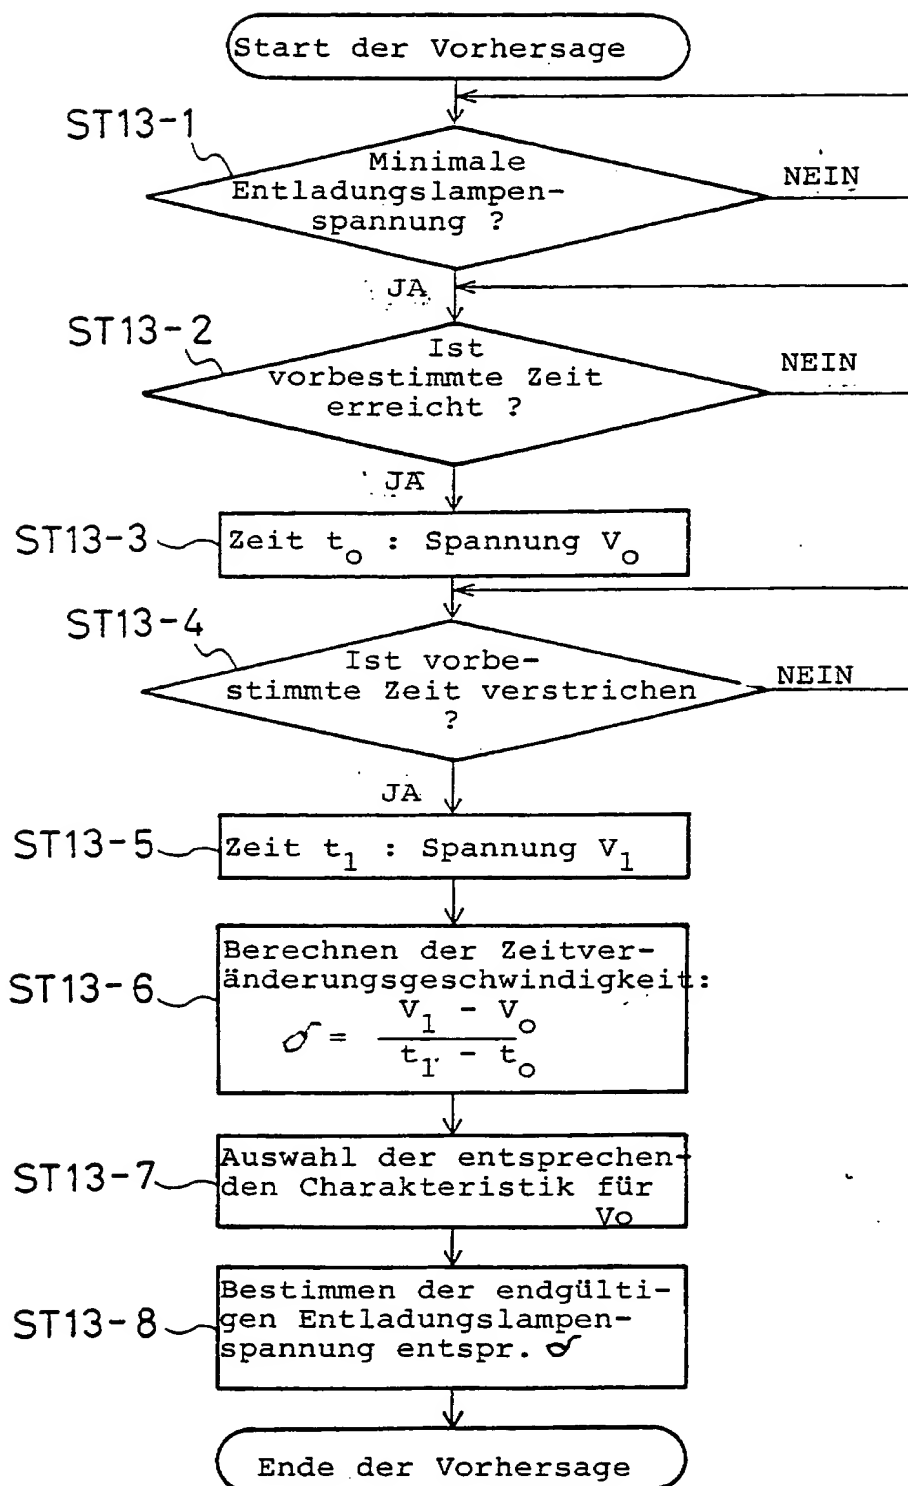 Start der Vorhersage
ST13-1
Minimale
Entladungslampen-
spannung ?
NEIN
JA
ST13-2
Ist
vorbestimmte Zeit
erreicht ?
NEIN
JA
ST13-3
Zeit t₀ : Spannung V₀
ST13-4
Ist vorbe-
stimmte Zeit verstrichen
?
NEIN
JA
ST13-5
Zeit t₁ : Spannung V₁
ST13-6
Berechnen der Zeitver-
änderungsgeschwindigkeit:
σ = (V₁ - V₀) / (t₁ - t₀)
ST13-7
Auswahl der entsprechen-
den Charakteristik für
V₀
ST13-8
Bestimmen der endgülti-
gen Entladungslampen-
spannung entspr. σ
Ende der Vorhersage